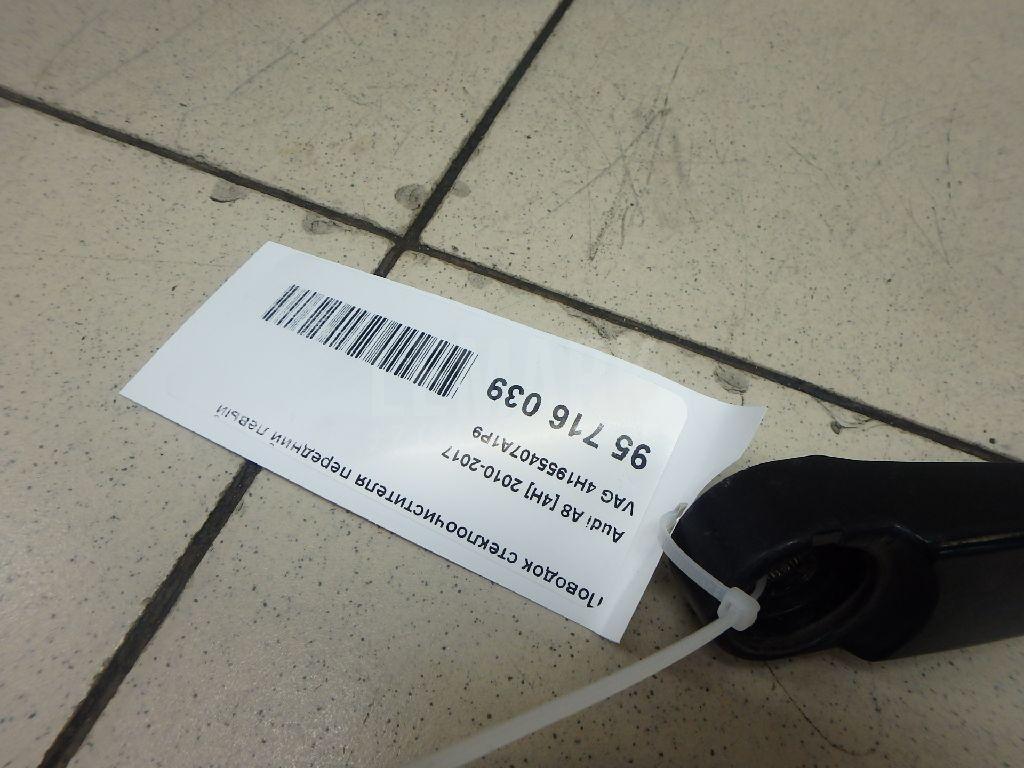 Поводок стеклоочистителя передний левый
Audi A8 [4H] 2010-2017
VAG 4H1955407A1P9
95 716 039